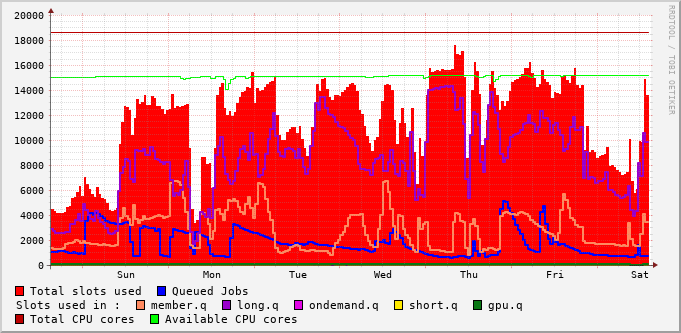 20000
18000
16000
14000
12000
10000
8000
6000
4000
2000
0
Sun Mon Tue Wed Thu Fri Sat
RRDTOOL / TOBI OETIKER
Total slots used Queued Jobs
Slots used in : member.q long.q ondemand.q short.q gpu.q
Total CPU cores Available CPU cores